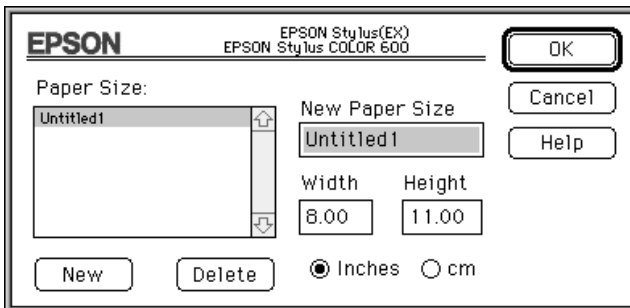 EPSON
EPSON Stylus(EX)
EPSON Stylus COLOR 600
OK
Cancel
Help
Paper Size:
Untitled1
New Paper Size
Untitled1
Width Height
8.00 11.00
Inches cm
New Delete